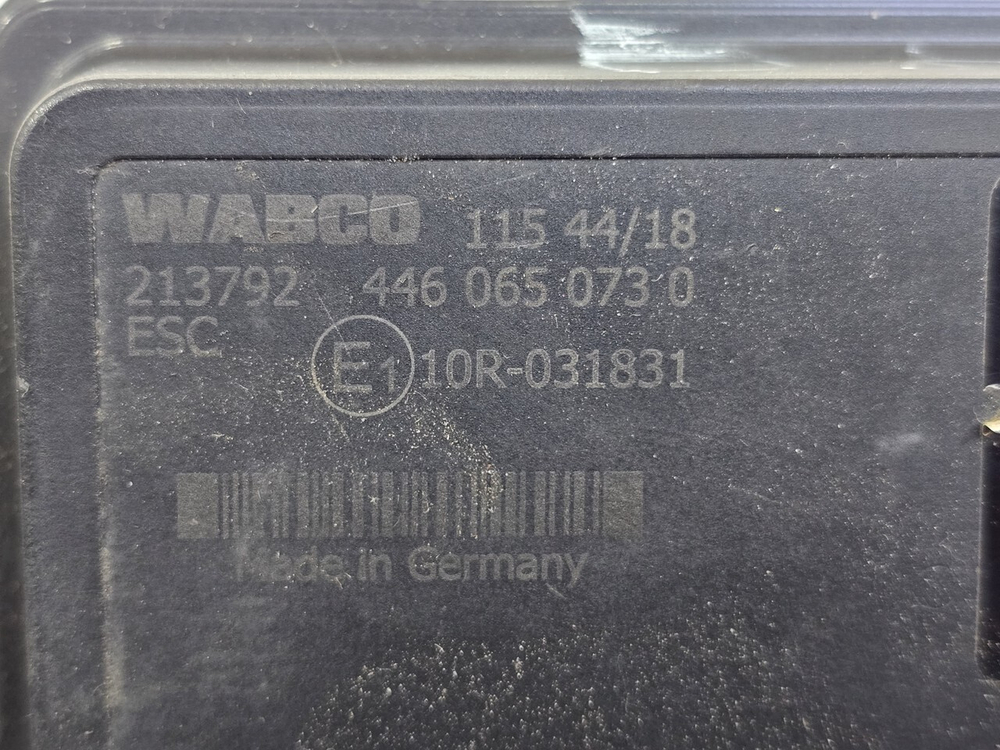 WABCO 115 44/18
213792 446 065 073 0
ESC
E1 10R-031831
Made in Germany